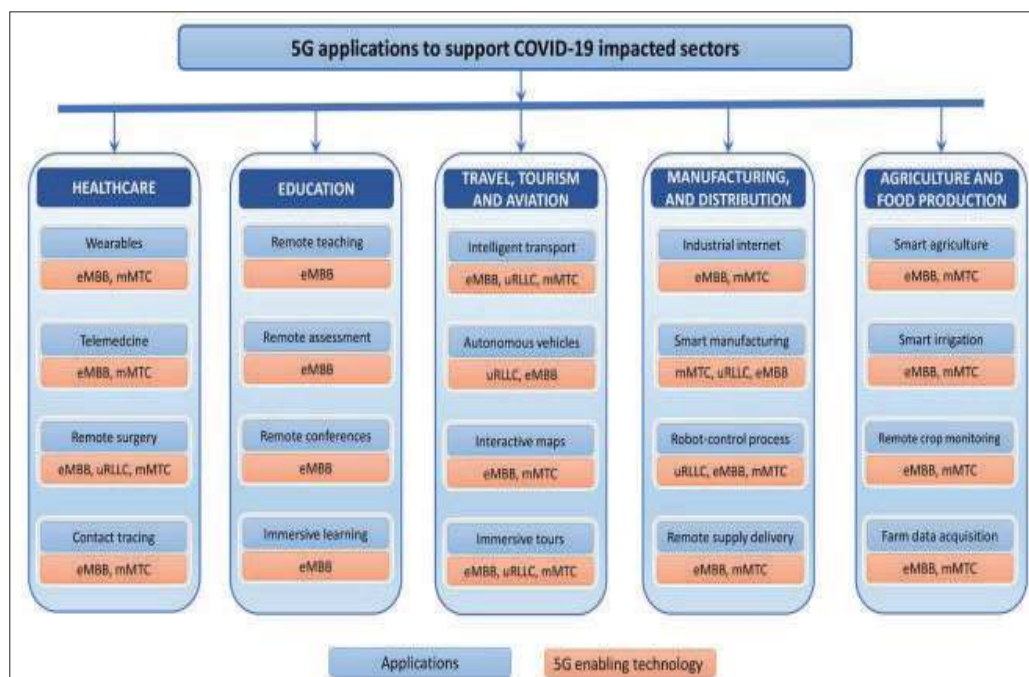 5G applications to support COVID-19 impacted sectors
HEALTHCARE
Wearables
eMBB, mMTC
Telemedcine
eMBB, mMTC
Remote surgery
eMBB, uRLLC, mMTC
Contact tracing
eMBB, mMTC
EDUCATION
Remote teaching
eMBB
Remote assessment
eMBB
Remote conferences
eMBB
Immersive learning
eMBB
TRAVEL, TOURISM
AND AVIATION
Intelligent transport
eMBB, uRLLC, mMTC
Autonomous vehicles
uRLLC, eMBB
Interactive maps
eMBB, mMTC
Immersive tours
eMBB, uRLLC, mMTC
MANUFACTURING,
AND DISTRIBUTION
Industrial internet
eMBB, mMTC
Smart manufacturing
mMTC, uRLLC, eMBB
Robot-control process
uRLLC, eMBB, mMTC
Remote supply delivery
eMBB, mMTC
AGRICULTURE AND
FOOD PRODUCTION
Smart agriculture
eMBB, mMTC
Smart irrigation
eMBB, mMTC
Remote crop monitoring
eMBB, mMTC
Farm data acquisition
eMBB, mMTC
Applications
5G enabling technology